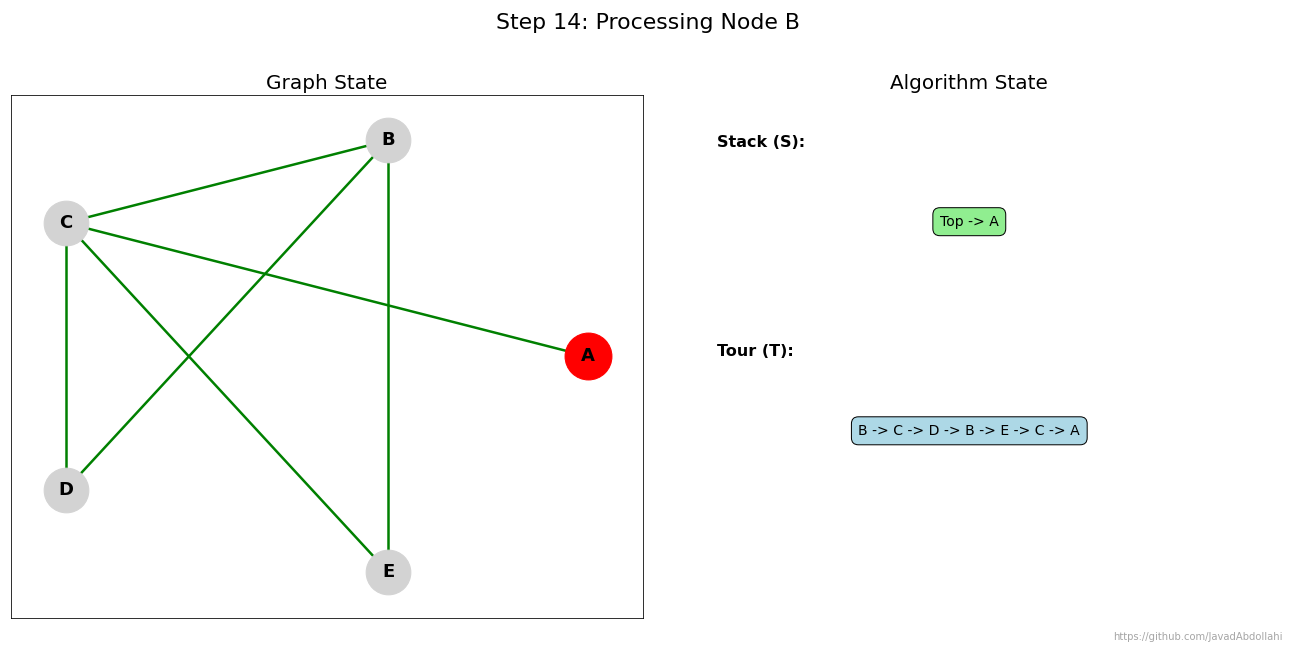 Step 14: Processing Node B
Graph State
B
C
A
D
E
Algorithm State
Stack (S):
Top -> A
Tour (T):
B -> C -> D -> B -> E -> C -> A
https://github.com/JavadAbdollahi